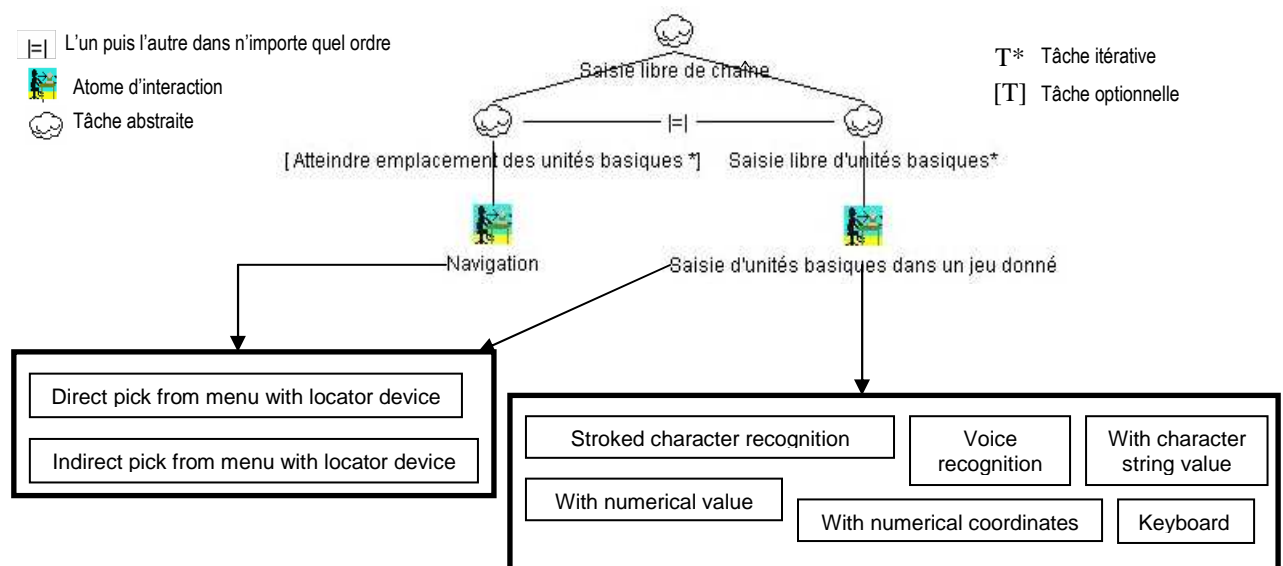 |=| L'un puis l'autre dans n'importe quel ordre
Atome d'interaction
Tâche abstraite
T* Tâche itérative
[T] Tâche optionnelle
Saisie libre de chaîne
|=|
[Atteindre emplacement des unités basiques *]
Saisie libre d'unités basiques*
Navigation
Saisie d'unités basiques dans un jeu donné
Direct pick from menu with locator device
Indirect pick from menu with locator device
Stroked character recognition
Voice
recognition
With character
string value
With numerical value
With numerical coordinates
Keyboard